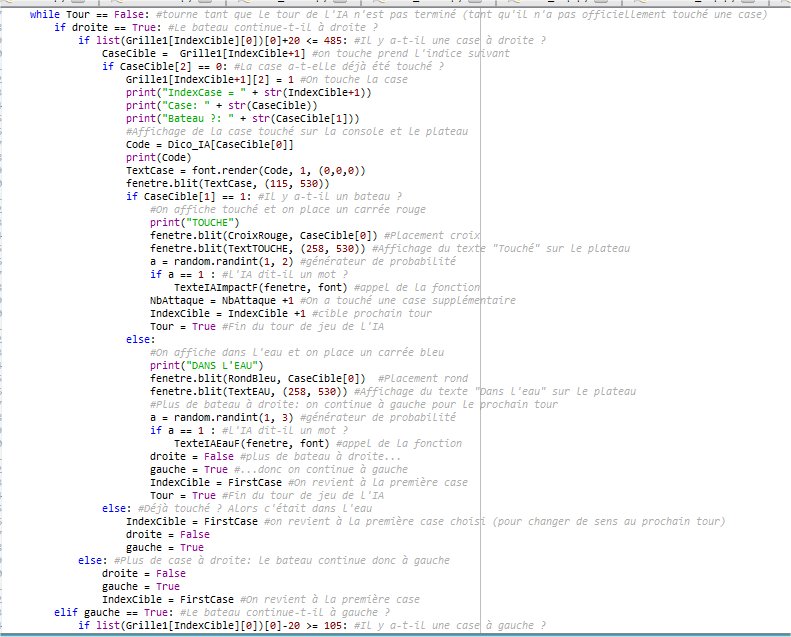 while Tour == False: #tourne tant que le tour de l'IA n'est pas terminé (tant qu'il n'a pas officiellement touché une case)
if droite == True: #Le bateau continue-t-il à droite ?
if list(Grille1[IndexCible][0])[0]+20 <= 485: #Il y a-t-il une case à droite ?
CaseCible =  Grille1[IndexCible+1] #on touche prend l'indice suivant
if CaseCible[2] == 0: #La case a-t-elle déjà été touché ?
Grille1[IndexCible+1][2] = 1 #On touche la case
print("IndexCase = " + str(IndexCible+1))
print("Case: " + str(CaseCible))
print("Bateau ?: " + str(CaseCible[1]))
#Affichage de la case touché sur la console et le plateau
Code = Dico_IA[CaseCible[0]]
print(Code)
TextCase = font.render(Code, 1, (0,0,0))
fenetre.blit(TextCase, (115, 530))
if CaseCible[1] == 1: #Il y a-t-il un bateau ?
#On affiche touché et on place un carrée rouge
print("TOUCHE")
fenetre.blit(CroixRouge, CaseCible[0]) #Placement croix
fenetre.blit(TextTOUCHE, (258, 530)) #Affichage du texte "Touché" sur le plateau
a = random.randint(1, 2) #générateur de probabilité
if a == 1 : #l'IA dit-il un mot ?
TexteIAImpactF(fenetre, font) #appel de la fonction
NbAttaque = NbAttaque +1 #On a touché une case supplémentaire
IndexCible = IndexCible +1 #cible prochain tour
Tour = True #Fin du tour de jeu de l'IA
else:
#On affiche dans l'eau et on place un carrée bleu
print("DANS L'EAU")
fenetre.blit(RondBleu, CaseCible[0])  #Placement rond
fenetre.blit(TextEAU, (258, 530)) #Affichage du texte "Dans l'eau" sur le plateau
#Plus de bateau à droite: on continue à gauche pour le prochain tour
a = random.randint(1, 3) #générateur de probabilité
if a == 1 : #l'IA dit-il un mot ?
TexteIAEauF(fenetre, font) #appel de la fonction
droite = False #plus de bateau à droite...
gauche = True #...donc on continue à gauche
IndexCible = FirstCase #On revient à la première case
Tour = True #Fin du tour de jeu de l'IA
else: #Déjà touché ? Alors c'était dans l'eau
IndexCible = FirstCase #on revient à la première case choisi (pour changer de sens au prochain tour)
droite = False
gauche = True
else: #Plus de case à droite: le bateau continue donc à gauche
droite = False
gauche = True
IndexCible = FirstCase #On revient à la première case
elif gauche == True: #Le bateau continue-t-il à gauche ?
if list(Grille1[IndexCible][0])[0]-20 >= 105: #Il y a-t-il une case à gauche ?